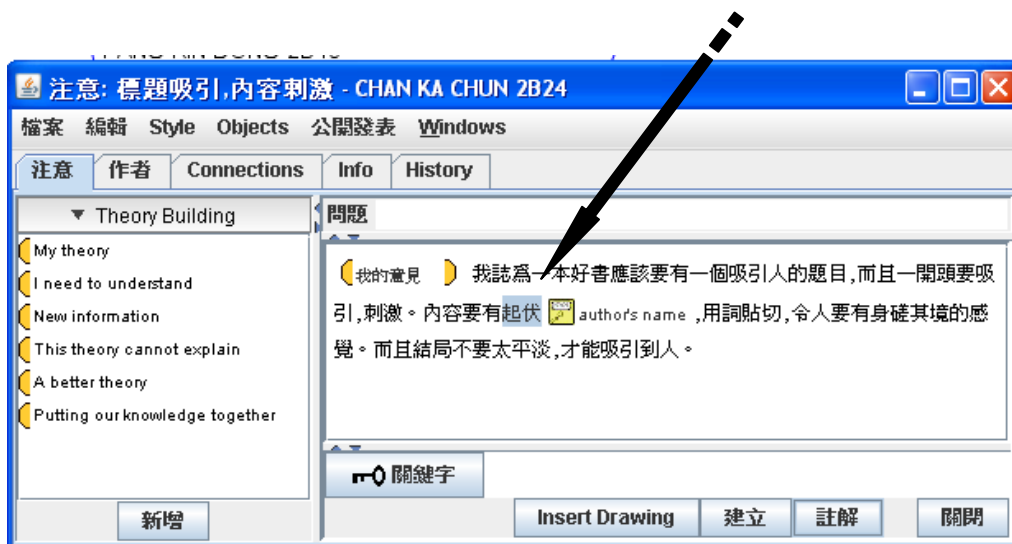 注意: 標題吸引,內容刺激 - CHAN KA CHUN 2B24
檔案 編輯 Style Objects 公開發表 Windows
注意 作者 Connections Info History
Theory Building
My theory
I need to understand
New information
This theory cannot explain
A better theory
Putting our knowledge together
新增
問題
我的意見 我誌爲一本好書應該要有一個吸引人的題目,而且一開頭要吸
引,刺激。內容要有起伏 author's name ,用詞貼切,令人要有身確其境的感
覺。而且結局不要太平淡,才能吸引到人。
關鍵字
Insert Drawing 建立 註解 關閉